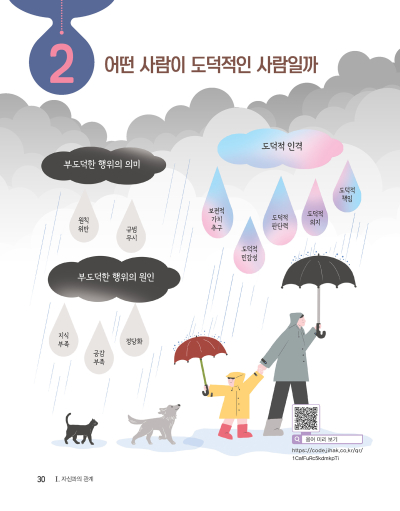 2
어떤 사람이 도덕적인 사람일까
부도덕한 행위의 의미
원칙
위반
규범
무시
부도덕한 행위의 원인
지식
부족
공감
부족
정당화
도덕적 인격
보편적
가치
추구
도덕적
민감성
도덕적
판단력
도덕적
의지
도덕적
책임
용어 미리 보기
https://code.jihak.co.kr/qr/
30
Ⅰ. 자신과의 관계